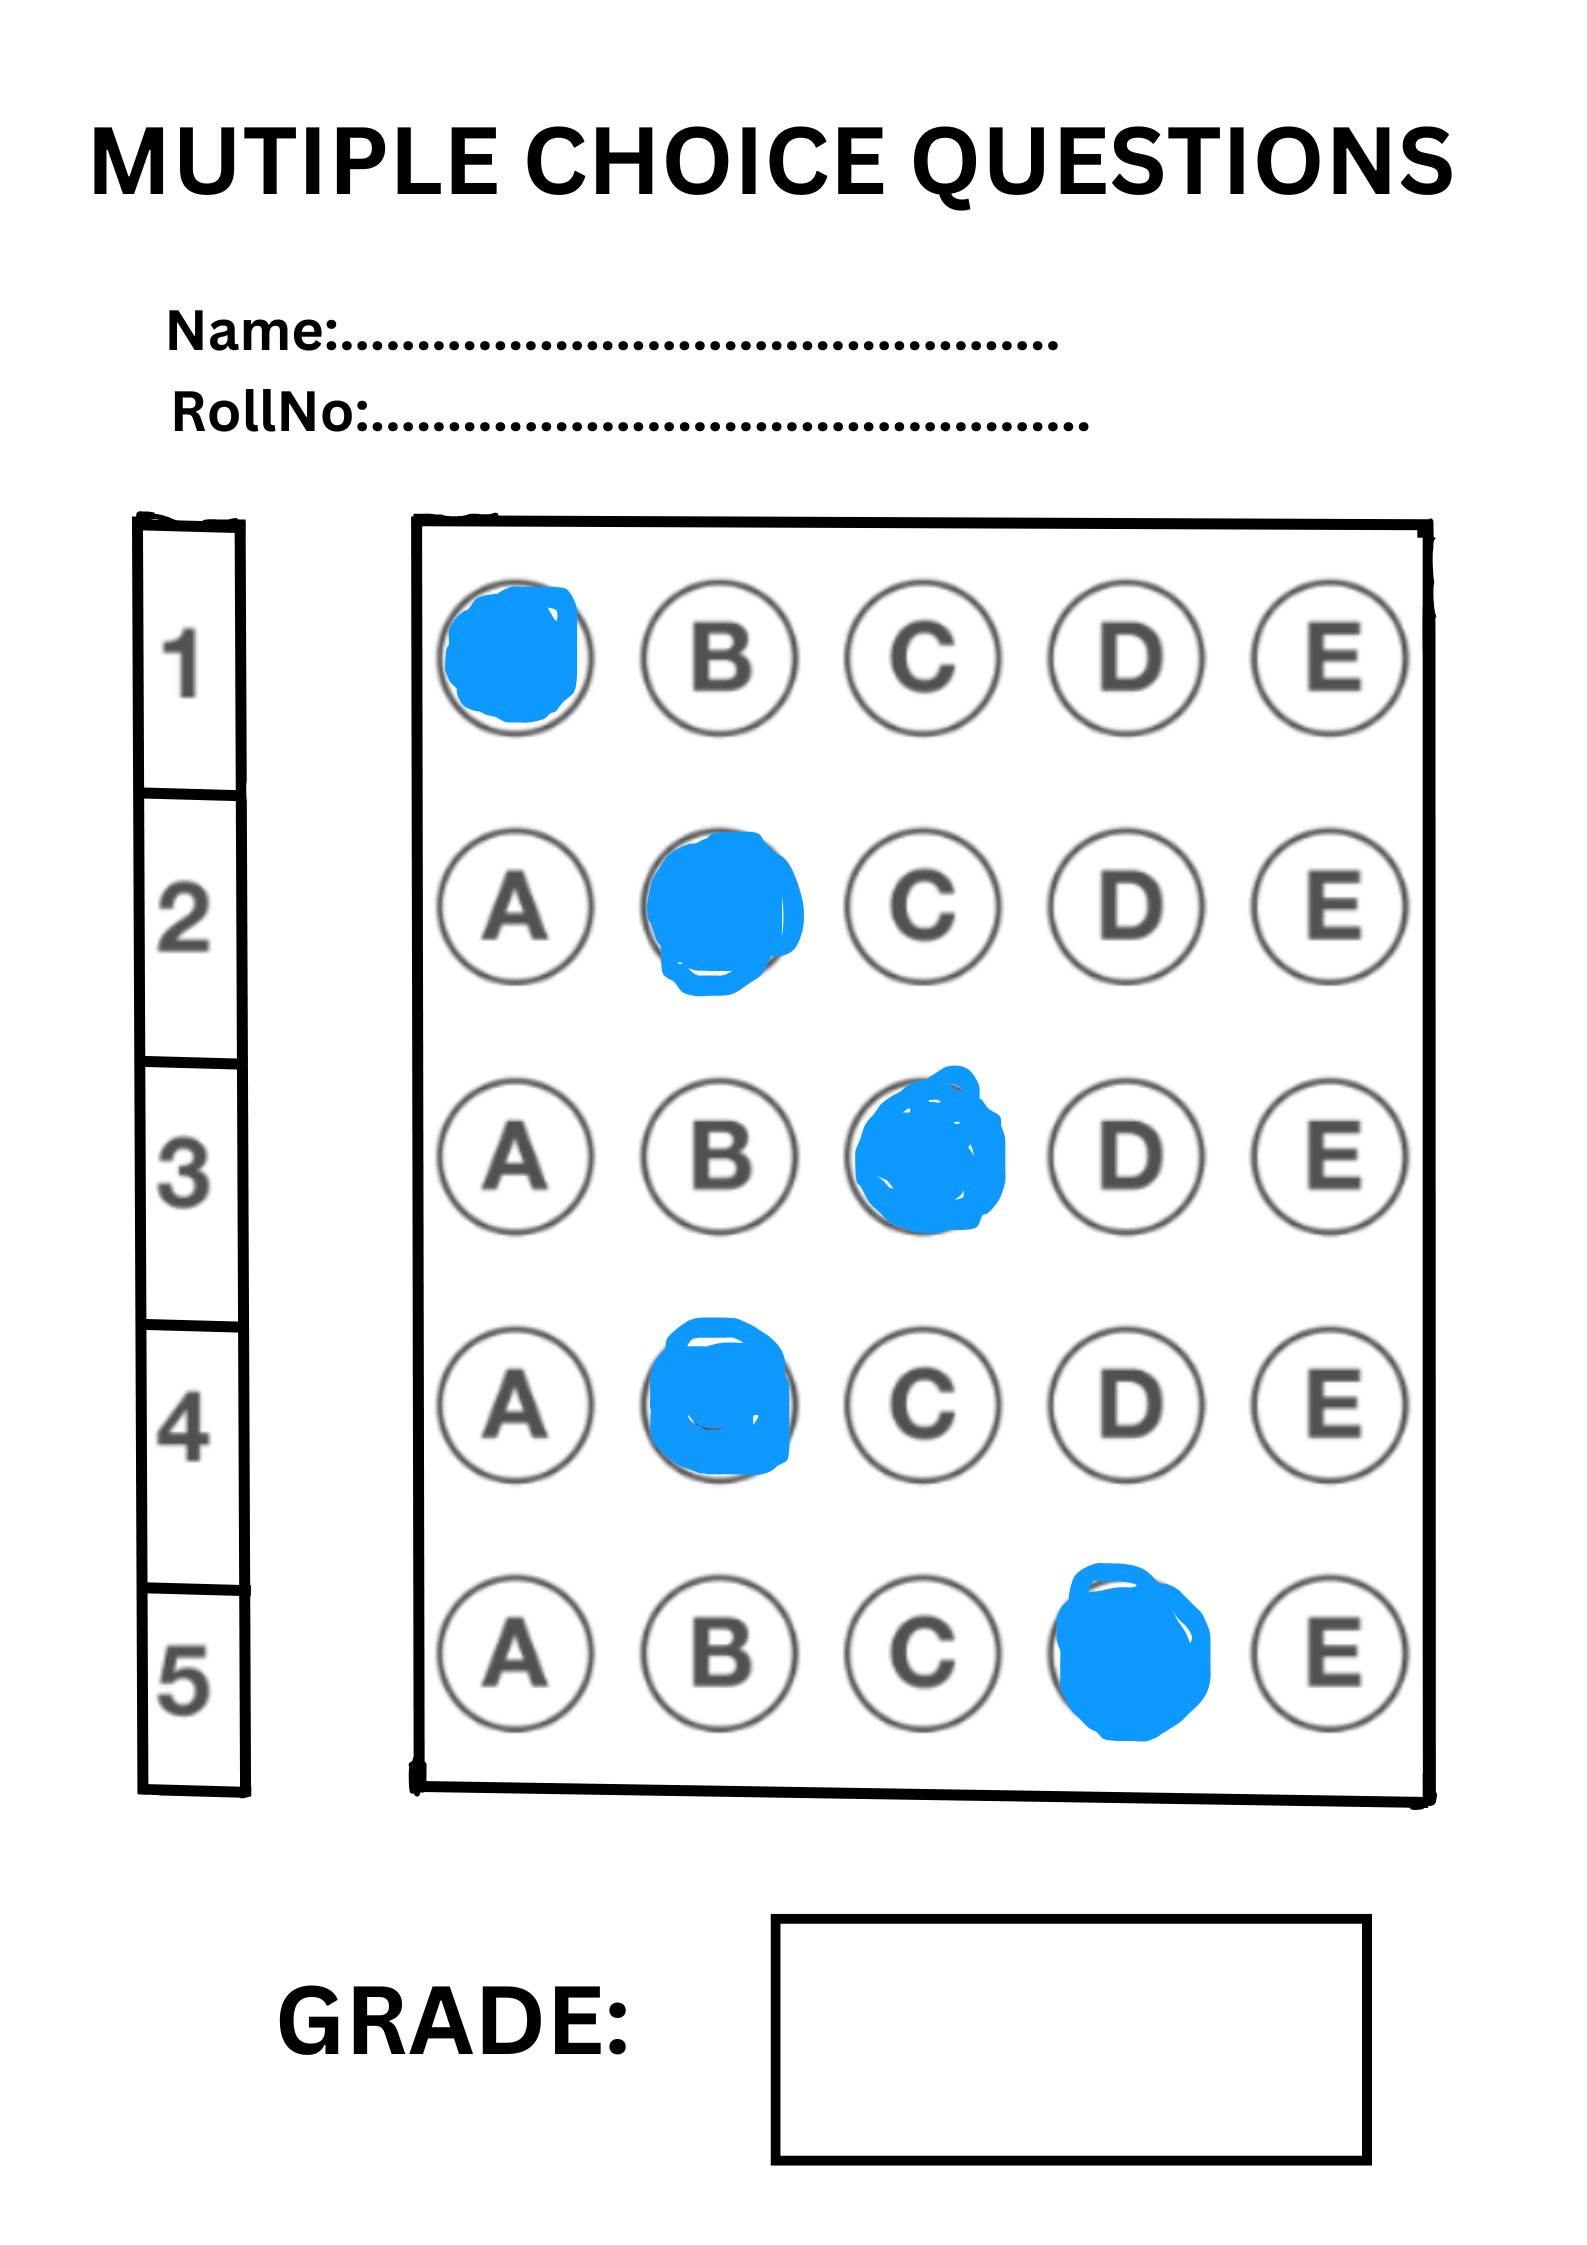 MUTIPLE CHOICE QUESTIONS
Name:...............................................
RollNo:...............................................
1 B C D E
2 A C D E
3 A B D E
4 A C D E
5 A B C E
GRADE: